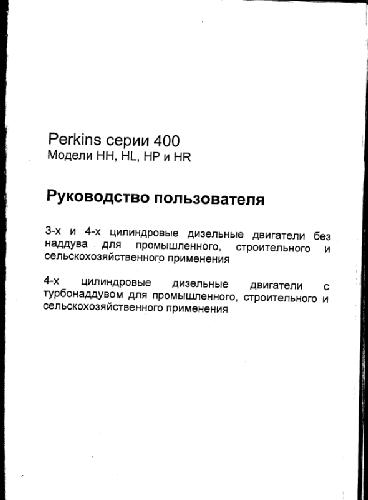 Perkins серии 400
Модели HH, HL, HP и HR
Руководство пользователя
3-х и 4-х цилиндровые дизельные двигатели без
наддува для промышленного, строительного и
сельскохозяйственного применения
4-х цилиндровые дизельные двигатели с
турбонаддувом для промышленного, строительного и
сельскохозяйственного применения